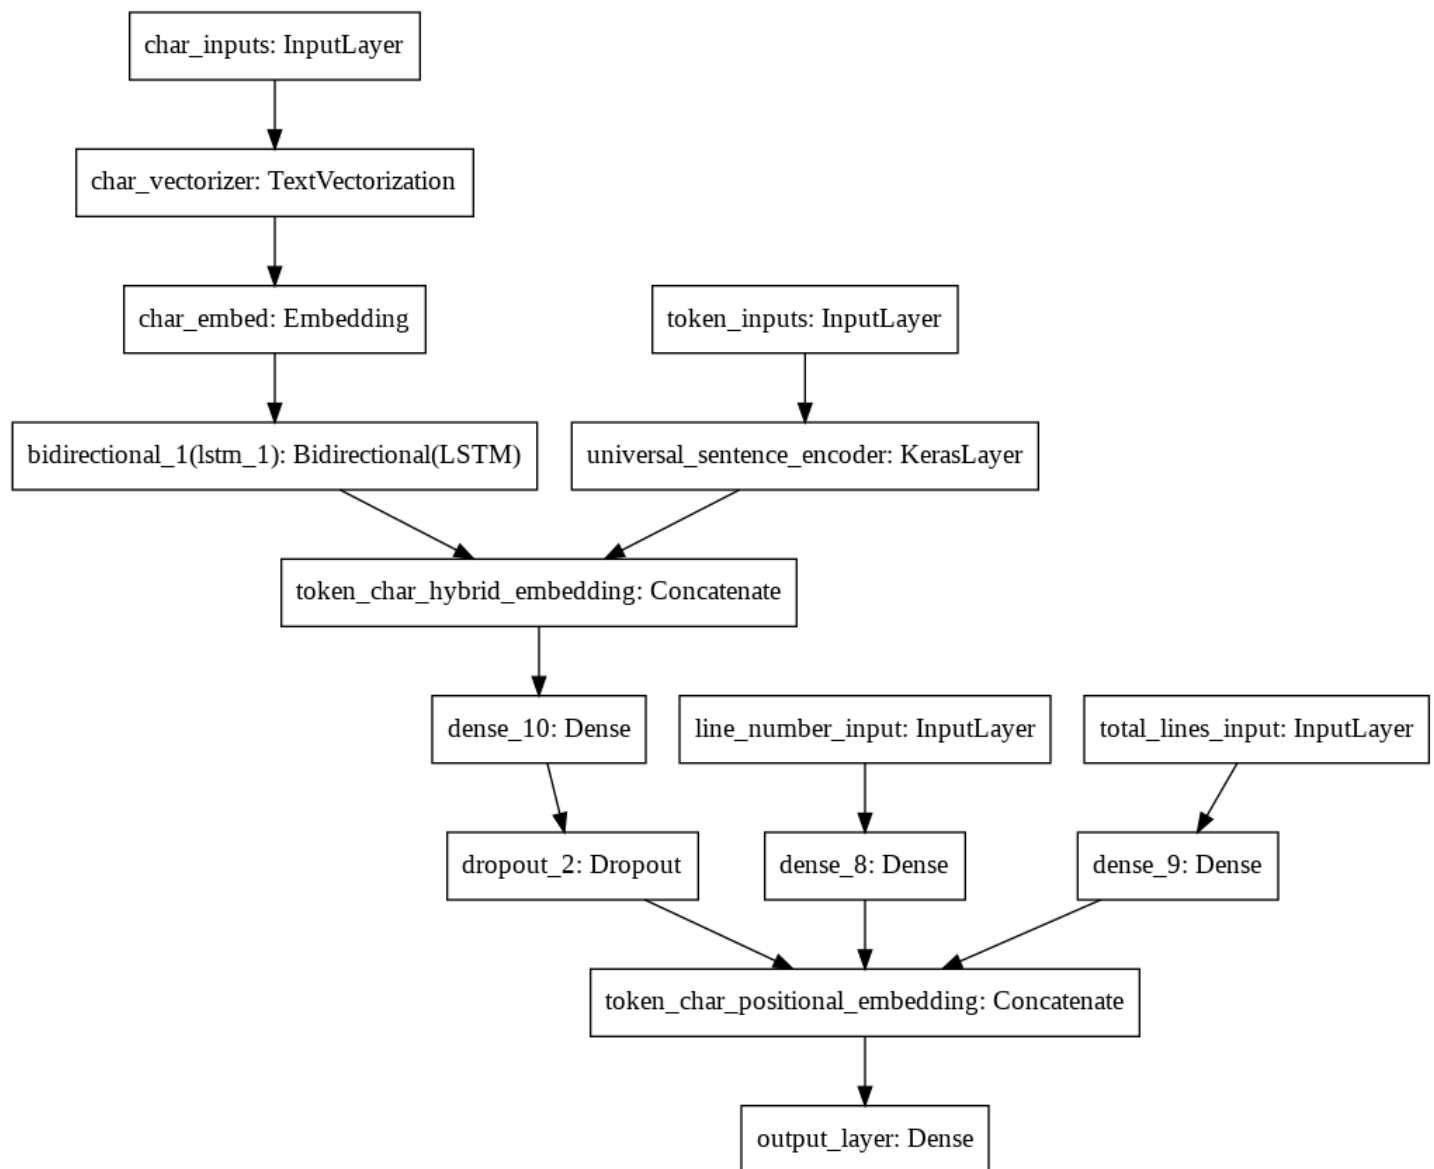 char_inputs: InputLayer
char_vectorizer: TextVectorization
char_embed: Embedding
token_inputs: InputLayer
bidirectional_1(lstm_1): Bidirectional(LSTM)
universal_sentence_encoder: KerasLayer
token_char_hybrid_embedding: Concatenate
dense_10: Dense
line_number_input: InputLayer
total_lines_input: InputLayer
dropout_2: Dropout
dense_8: Dense
dense_9: Dense
token_char_positional_embedding: Concatenate
output_layer: Dense